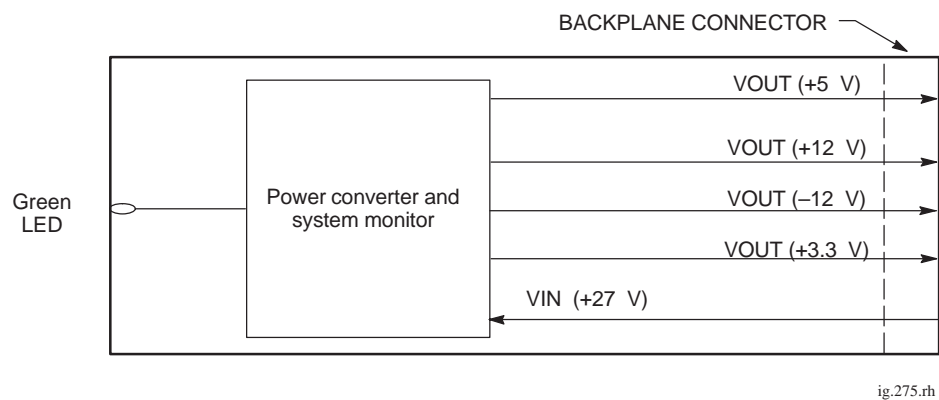 BACKPLANE CONNECTOR
VOUT (+5 V)
VOUT (+12 V)
Green
LED
Power converter and
system monitor
VOUT (–12 V)
VOUT (+3.3 V)
VIN (+27 V)
ig.275.rh